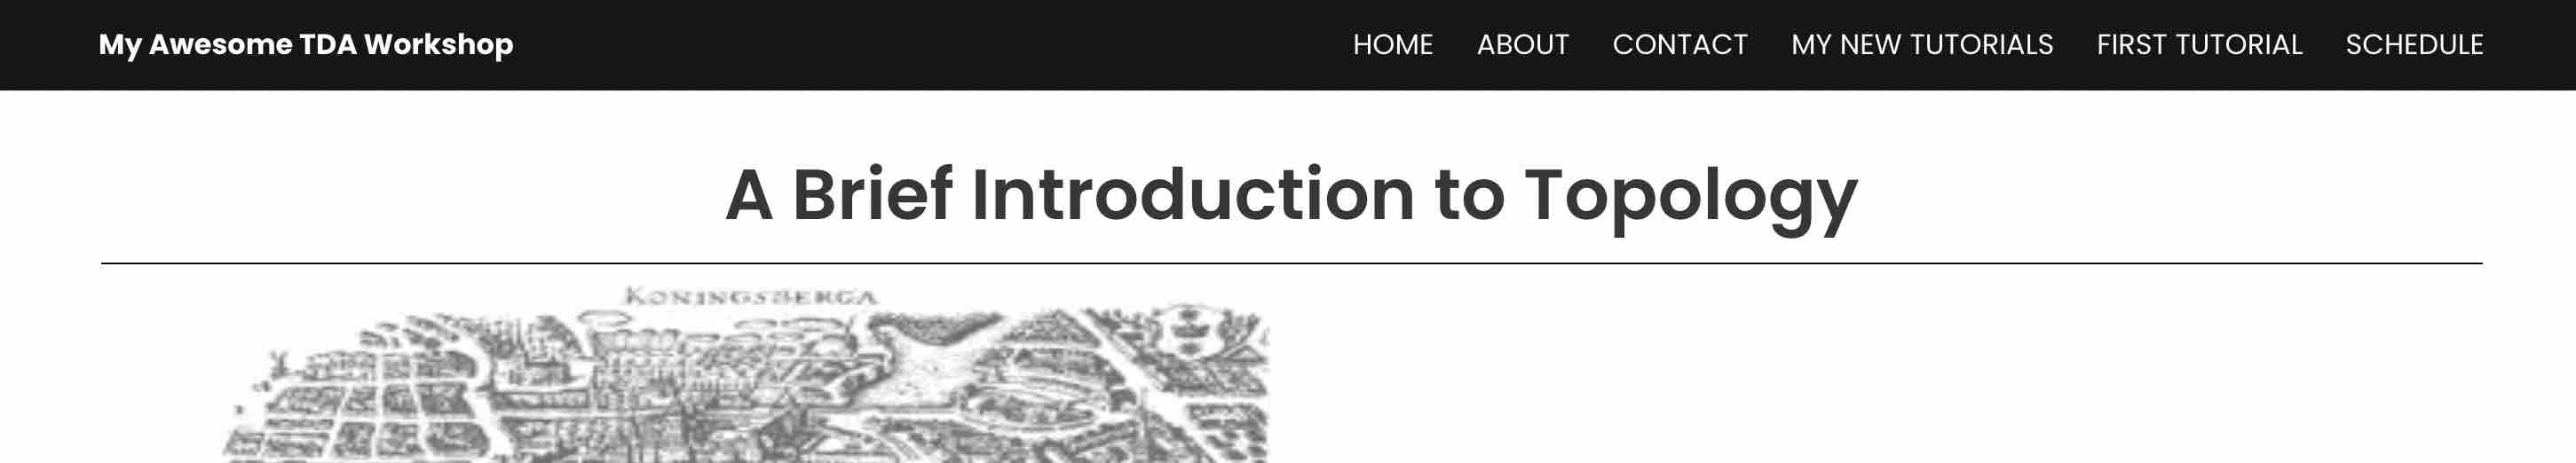 My Awesome TDA Workshop
HOME ABOUT CONTACT MY NEW TUTORIALS FIRST TUTORIAL SCHEDULE
A Brief Introduction to Topology
KONINGSBERGA